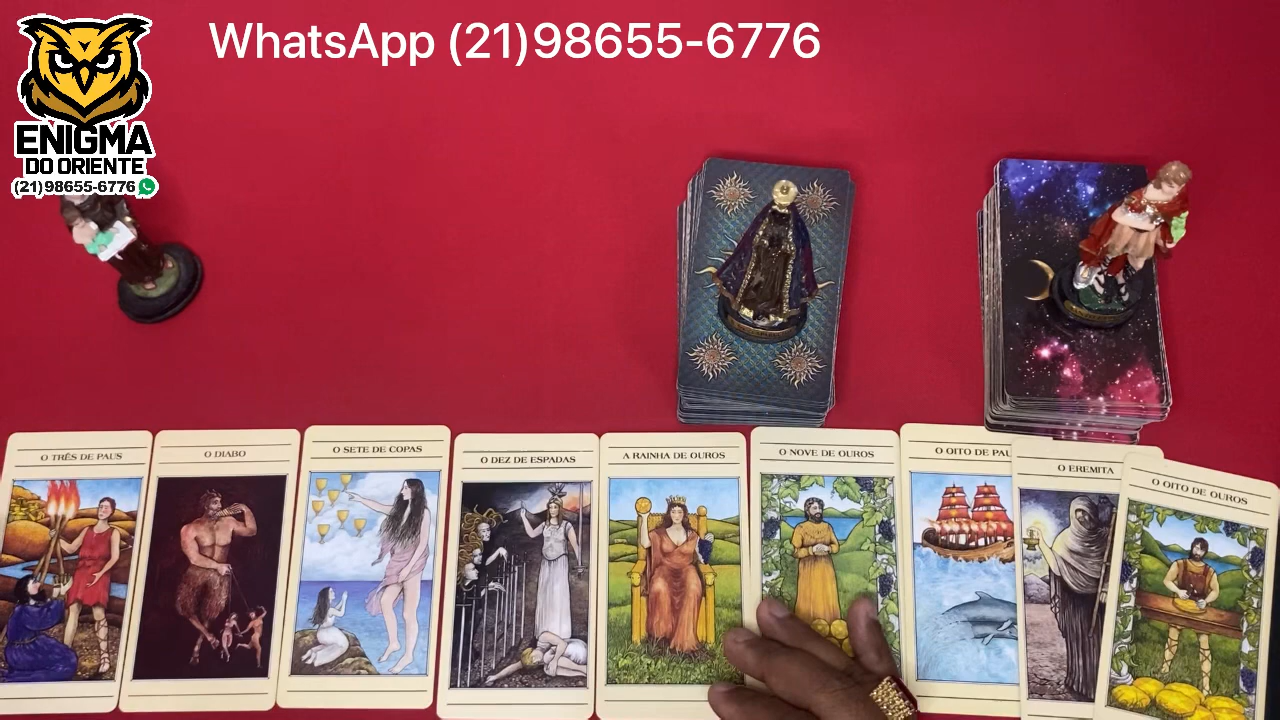 WhatsApp (21)98655-6776
ENIGMA
DO ORIENTE
(21)98655-6776
O TRÊS DE PAUS
O DIABO
O SETE DE COPAS
O DEZ DE ESPADAS
A RAINHA DE OUROS
O NOVE DE OUROS
O OITO DE PAU
O EREMITA
O OITO DE OUROS